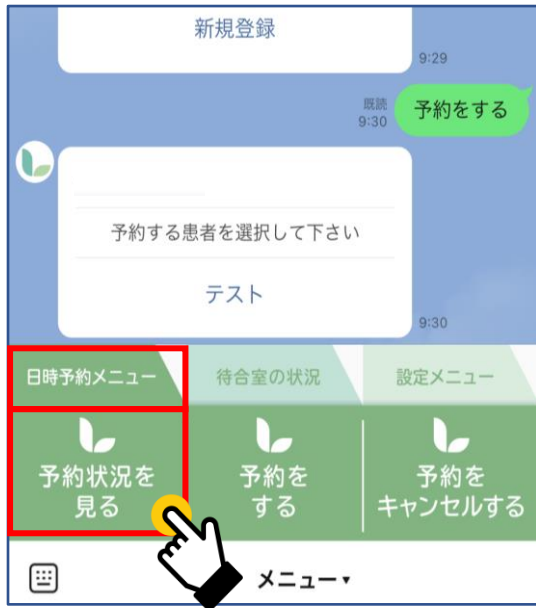 新規登録
9:29
既読
9:30
予約をする
予約する患者を選択して下さい
テスト
9:30
日時予約メニュー
待合室の状況
設定メニュー
予約状況を
見る
予約を
する
予約を
キャンセルする
メニュー▾